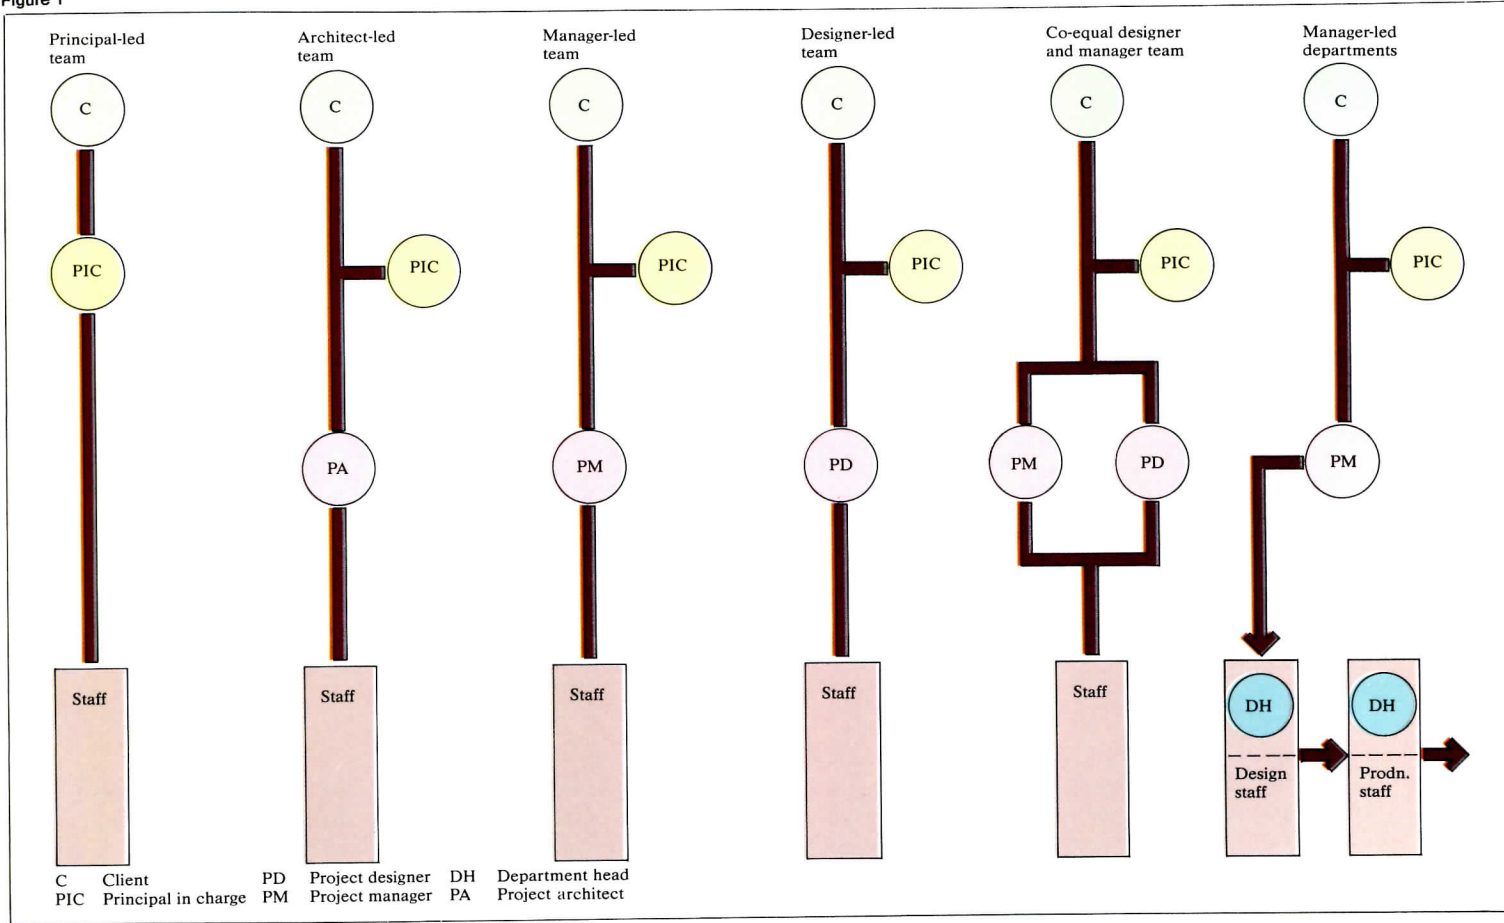 Figure 1
Principal-led
team
Architect-led
team
Manager-led
team
Designer-led
team
Co-equal designer
and manager team
Manager-led
departments
C
C
C
C
C
C
PIC
PIC
PIC
PIC
PIC
PIC
PA
PM
PD
PM
PD
PM
Staff
Staff
Staff
Staff
Staff
DH
DH
Design
staff
Prodn.
staff
C Client
PIC Principal in charge
PD Project designer
PM Project manager
DH Department head
PA Project architect